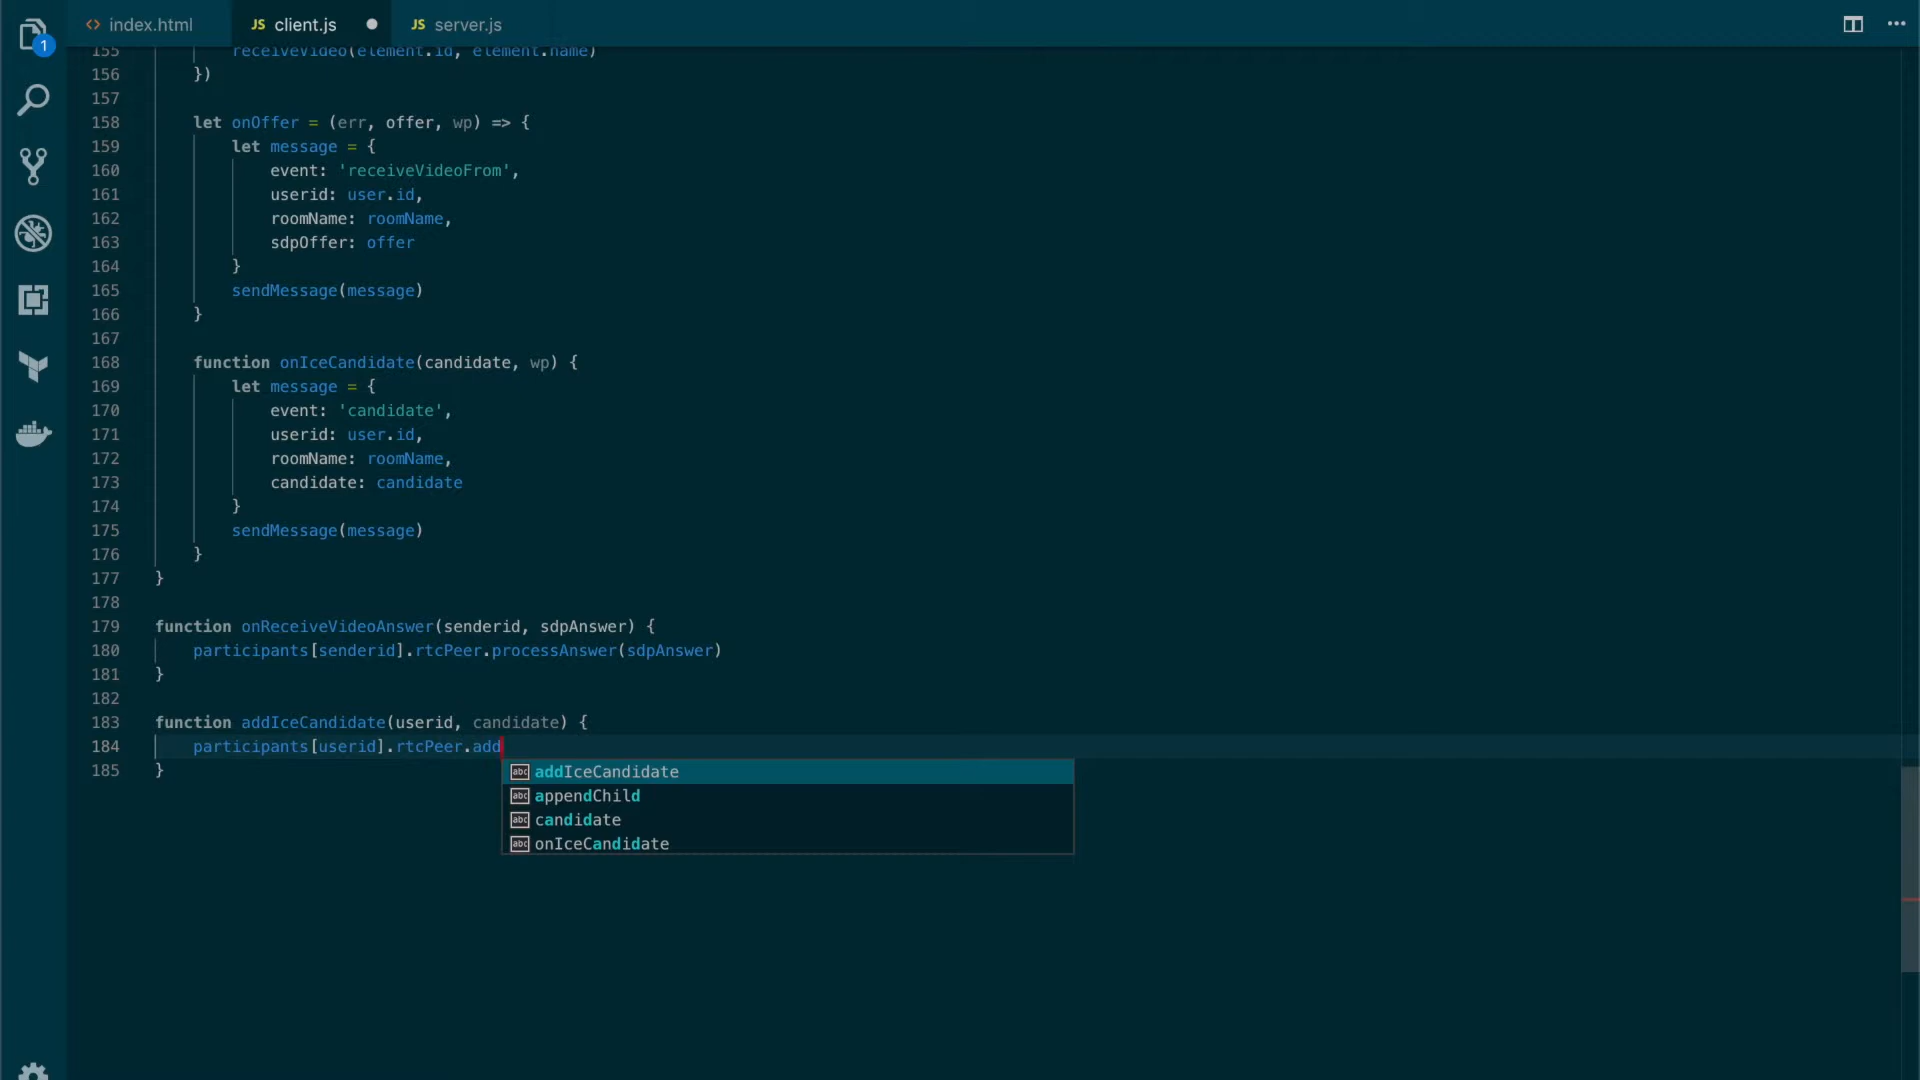 1
<> index.html
JS client.js ●
JS server.js
155 receiveVideo(element.id, element.name)
156 })
157
158 let onOffer = (err, offer, wp) => {
159 let message = {
160 event: 'receiveVideoFrom',
161 userid: user.id,
162 roomName: roomName,
163 sdpOffer: offer
164 }
165 sendMessage(message)
166 }
167
168 function onIceCandidate(candidate, wp) {
169 let message = {
170 event: 'candidate',
171 userid: user.id,
172 roomName: roomName,
173 candidate: candidate
174 }
175 sendMessage(message)
176 }
177 }
178
179 function onReceiveVideoAnswer(senderid, sdpAnswer) {
180 participants[senderid].rtcPeer.processAnswer(sdpAnswer)
181 }
182
183 function addIceCandidate(userid, candidate) {
184 participants[userid].rtcPeer.add
185 }
abc addIceCandidate
abc appendChild
abc candidate
abc onIceCandidate